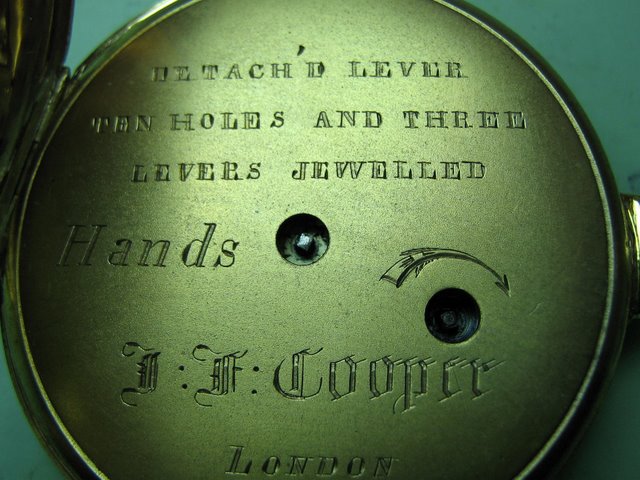 DETACH'D LEVER
TEN HOLES AND THREE
LEVERS JEWELLED
Hands
J:F:Cooper
LONDON